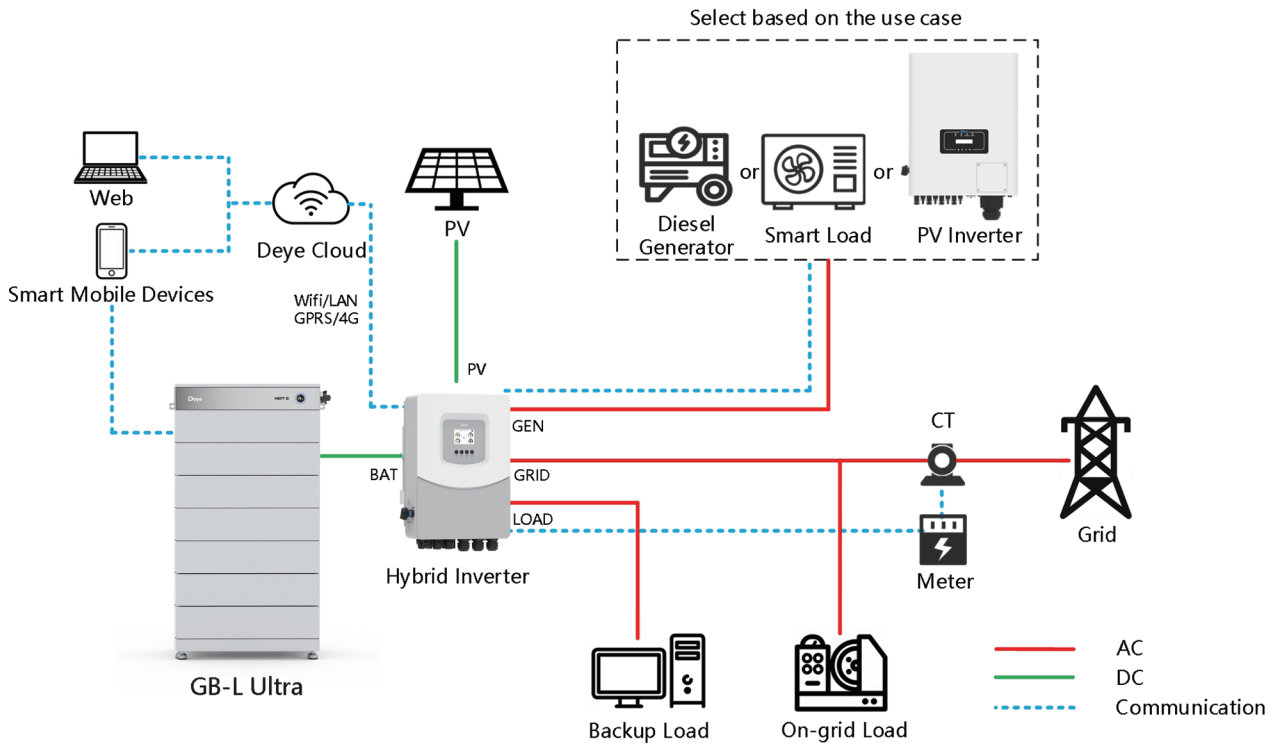 Select based on the use case
Web
Smart Mobile Devices
Deye Cloud
Wifi/LAN
GPRS/4G
PV
PV
Diesel
Generator
or
Smart Load
or
PV Inverter
Deye
BAT
GEN
GRID
LOAD
Hybrid Inverter
GB-L Ultra
CT
Meter
Grid
Backup Load
On-grid Load
AC
DC
Communication